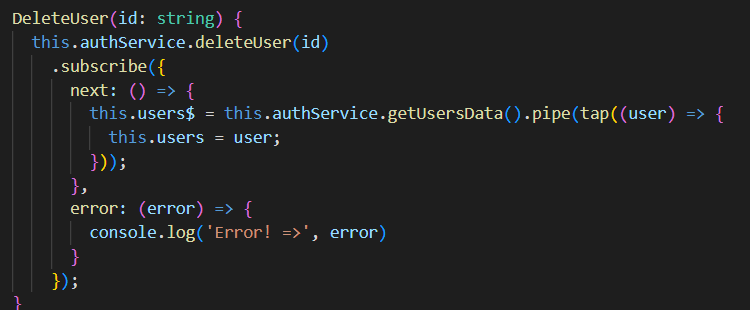 DeleteUser(id: string) {
this.authService.deleteUser(id)
.subscribe({
next: () => {
this.users$ = this.authService.getUsersData().pipe(tap((user) => {
this.users = user;
}));
},
error: (error) => {
console.log('Error! =>', error)
}
});
}